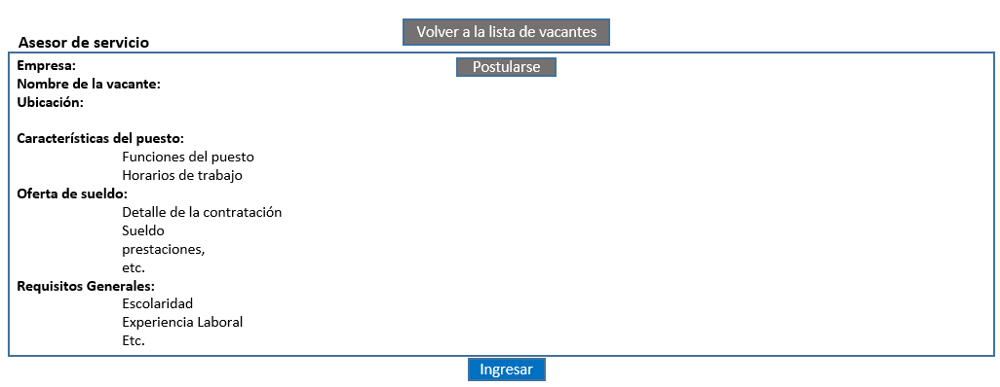 Volver a la lista de vacantes
Asesor de servicio
Empresa:
Postularse
Nombre de la vacante:
Ubicación:
Características del puesto:
Funciones del puesto
Horarios de trabajo
Oferta de sueldo:
Detalle de la contratación
Sueldo
prestaciones,
etc.
Requisitos Generales:
Escolaridad
Experiencia Laboral
Etc.
Ingresar